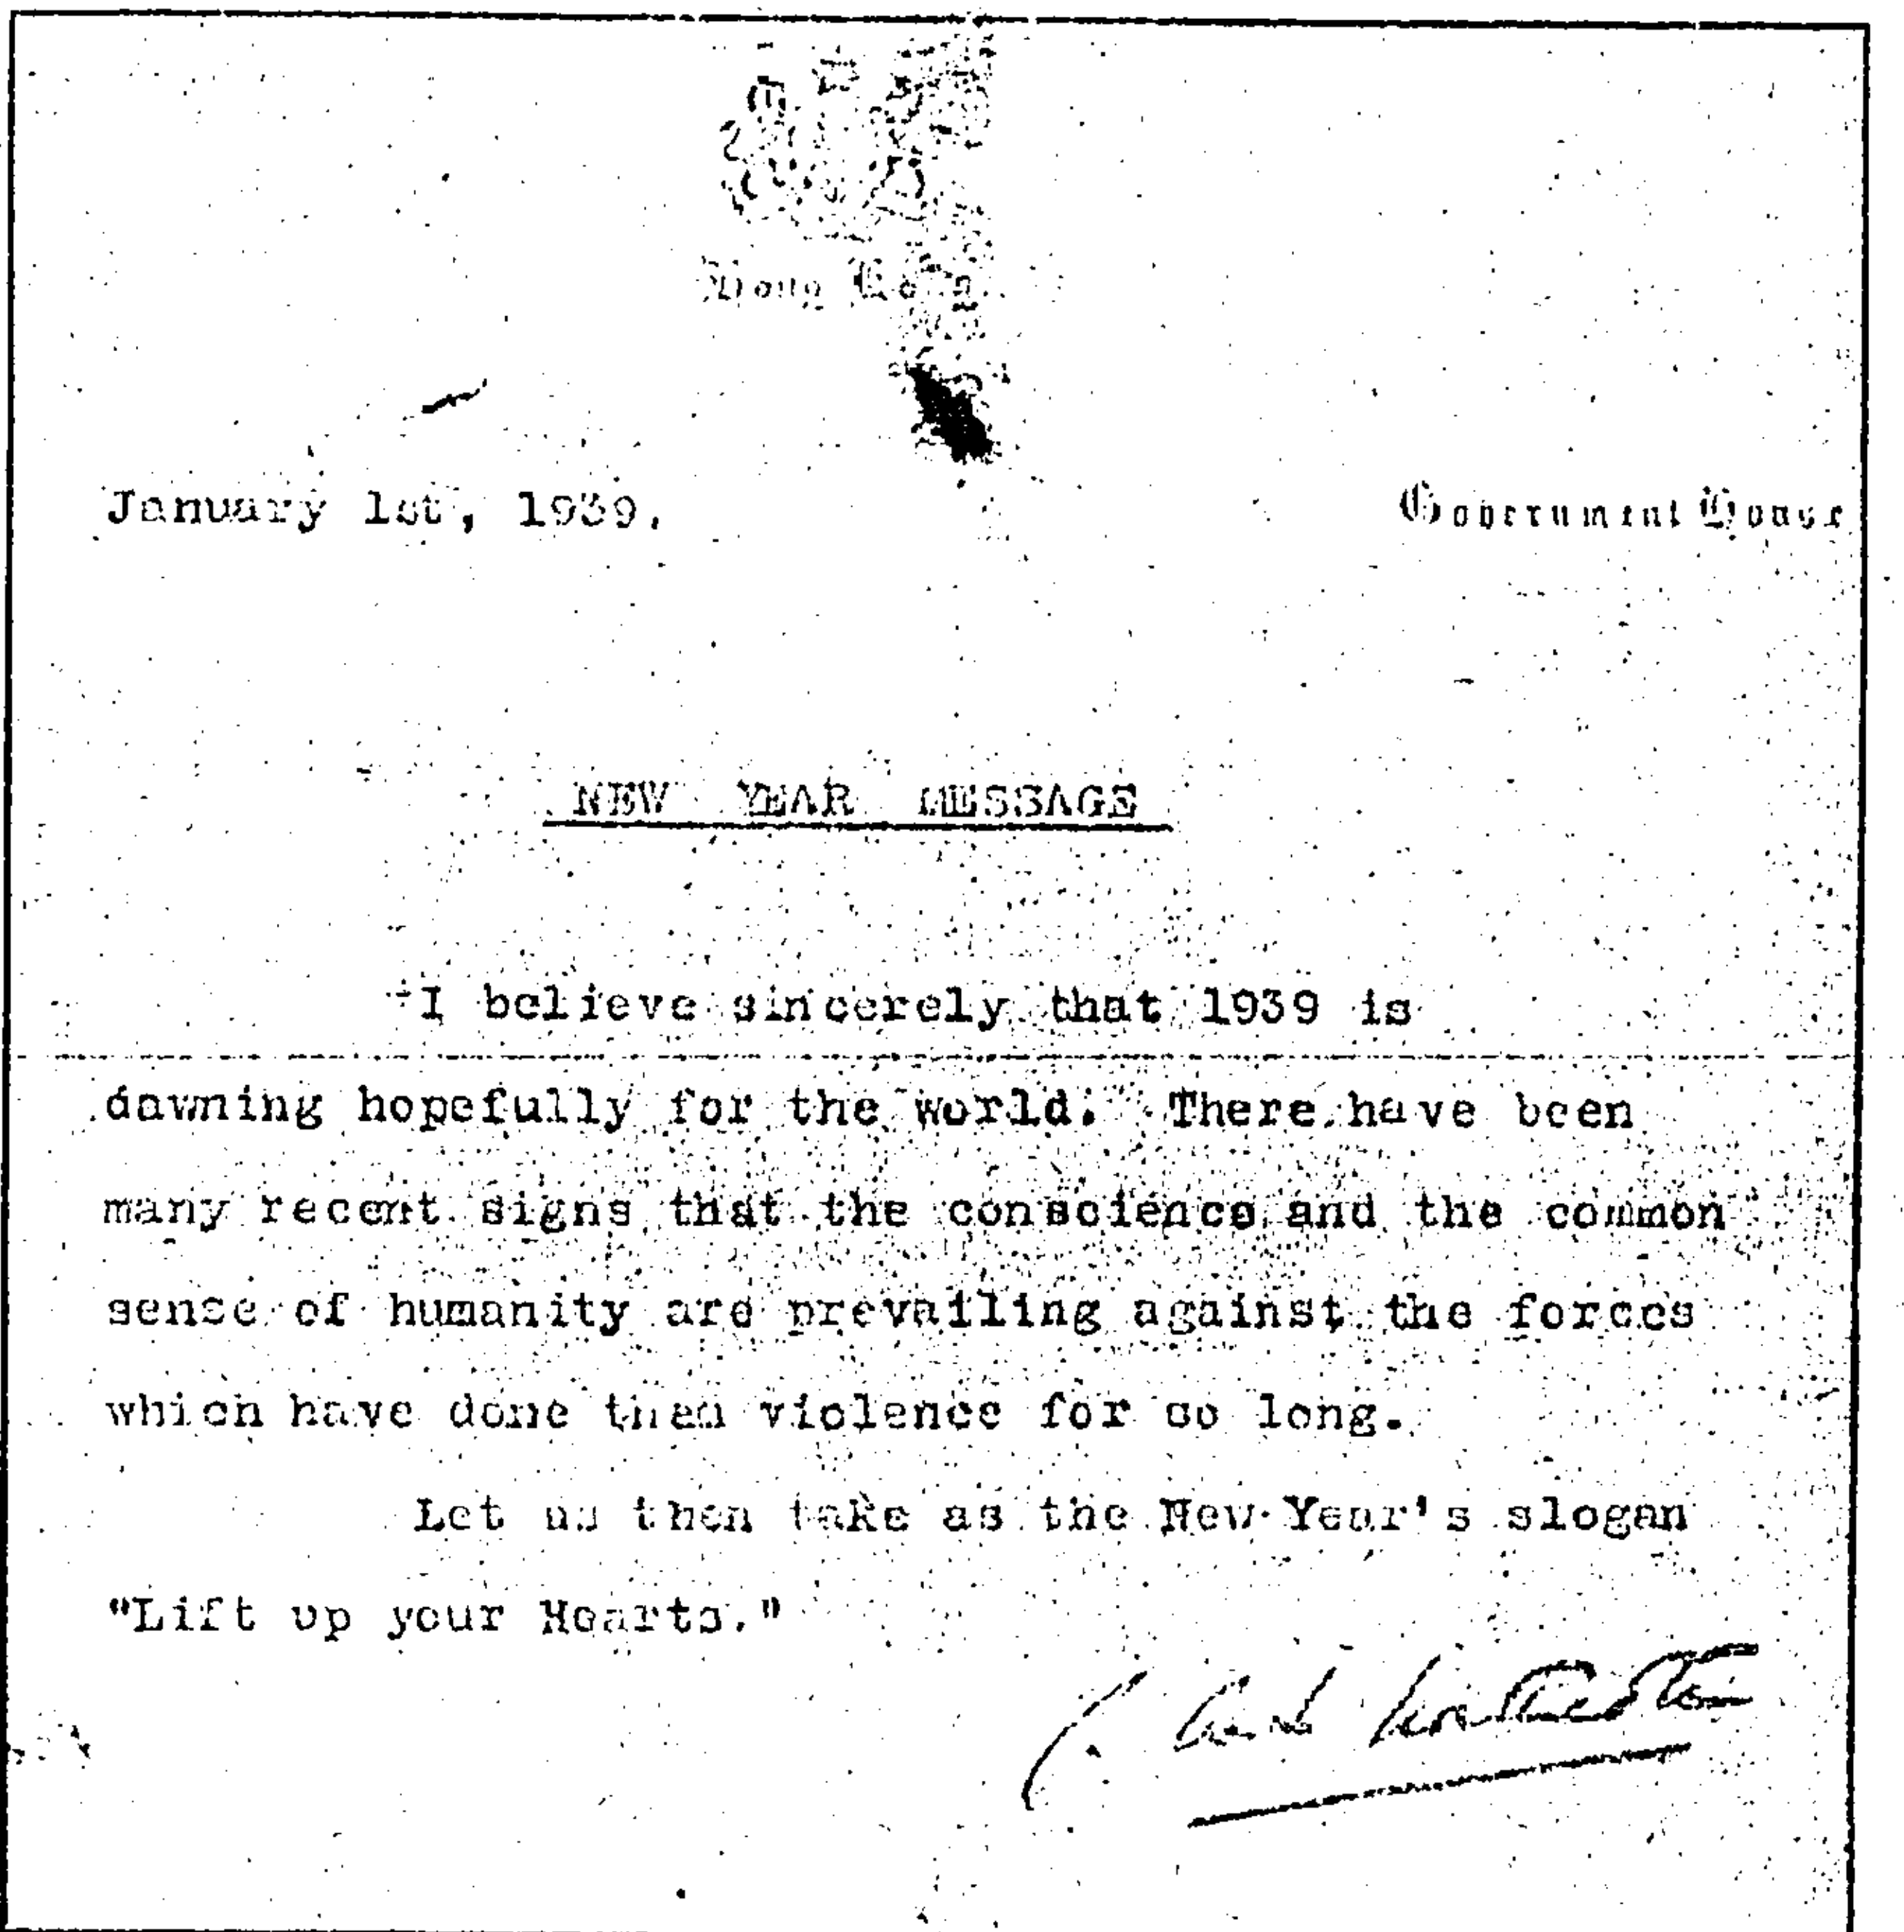 Hong Kong
January 1st, 1939.
Government House
NEW YEAR MESSAGE
I believe sincerely that 1939 is
dawning hopefully for the world. There have been
many recent signs that the conscience and the common
sense of humanity are prevailing against the forces
which have done them violence for so long.
Let us then take as the New Year's slogan
"Lift up your Hearts."